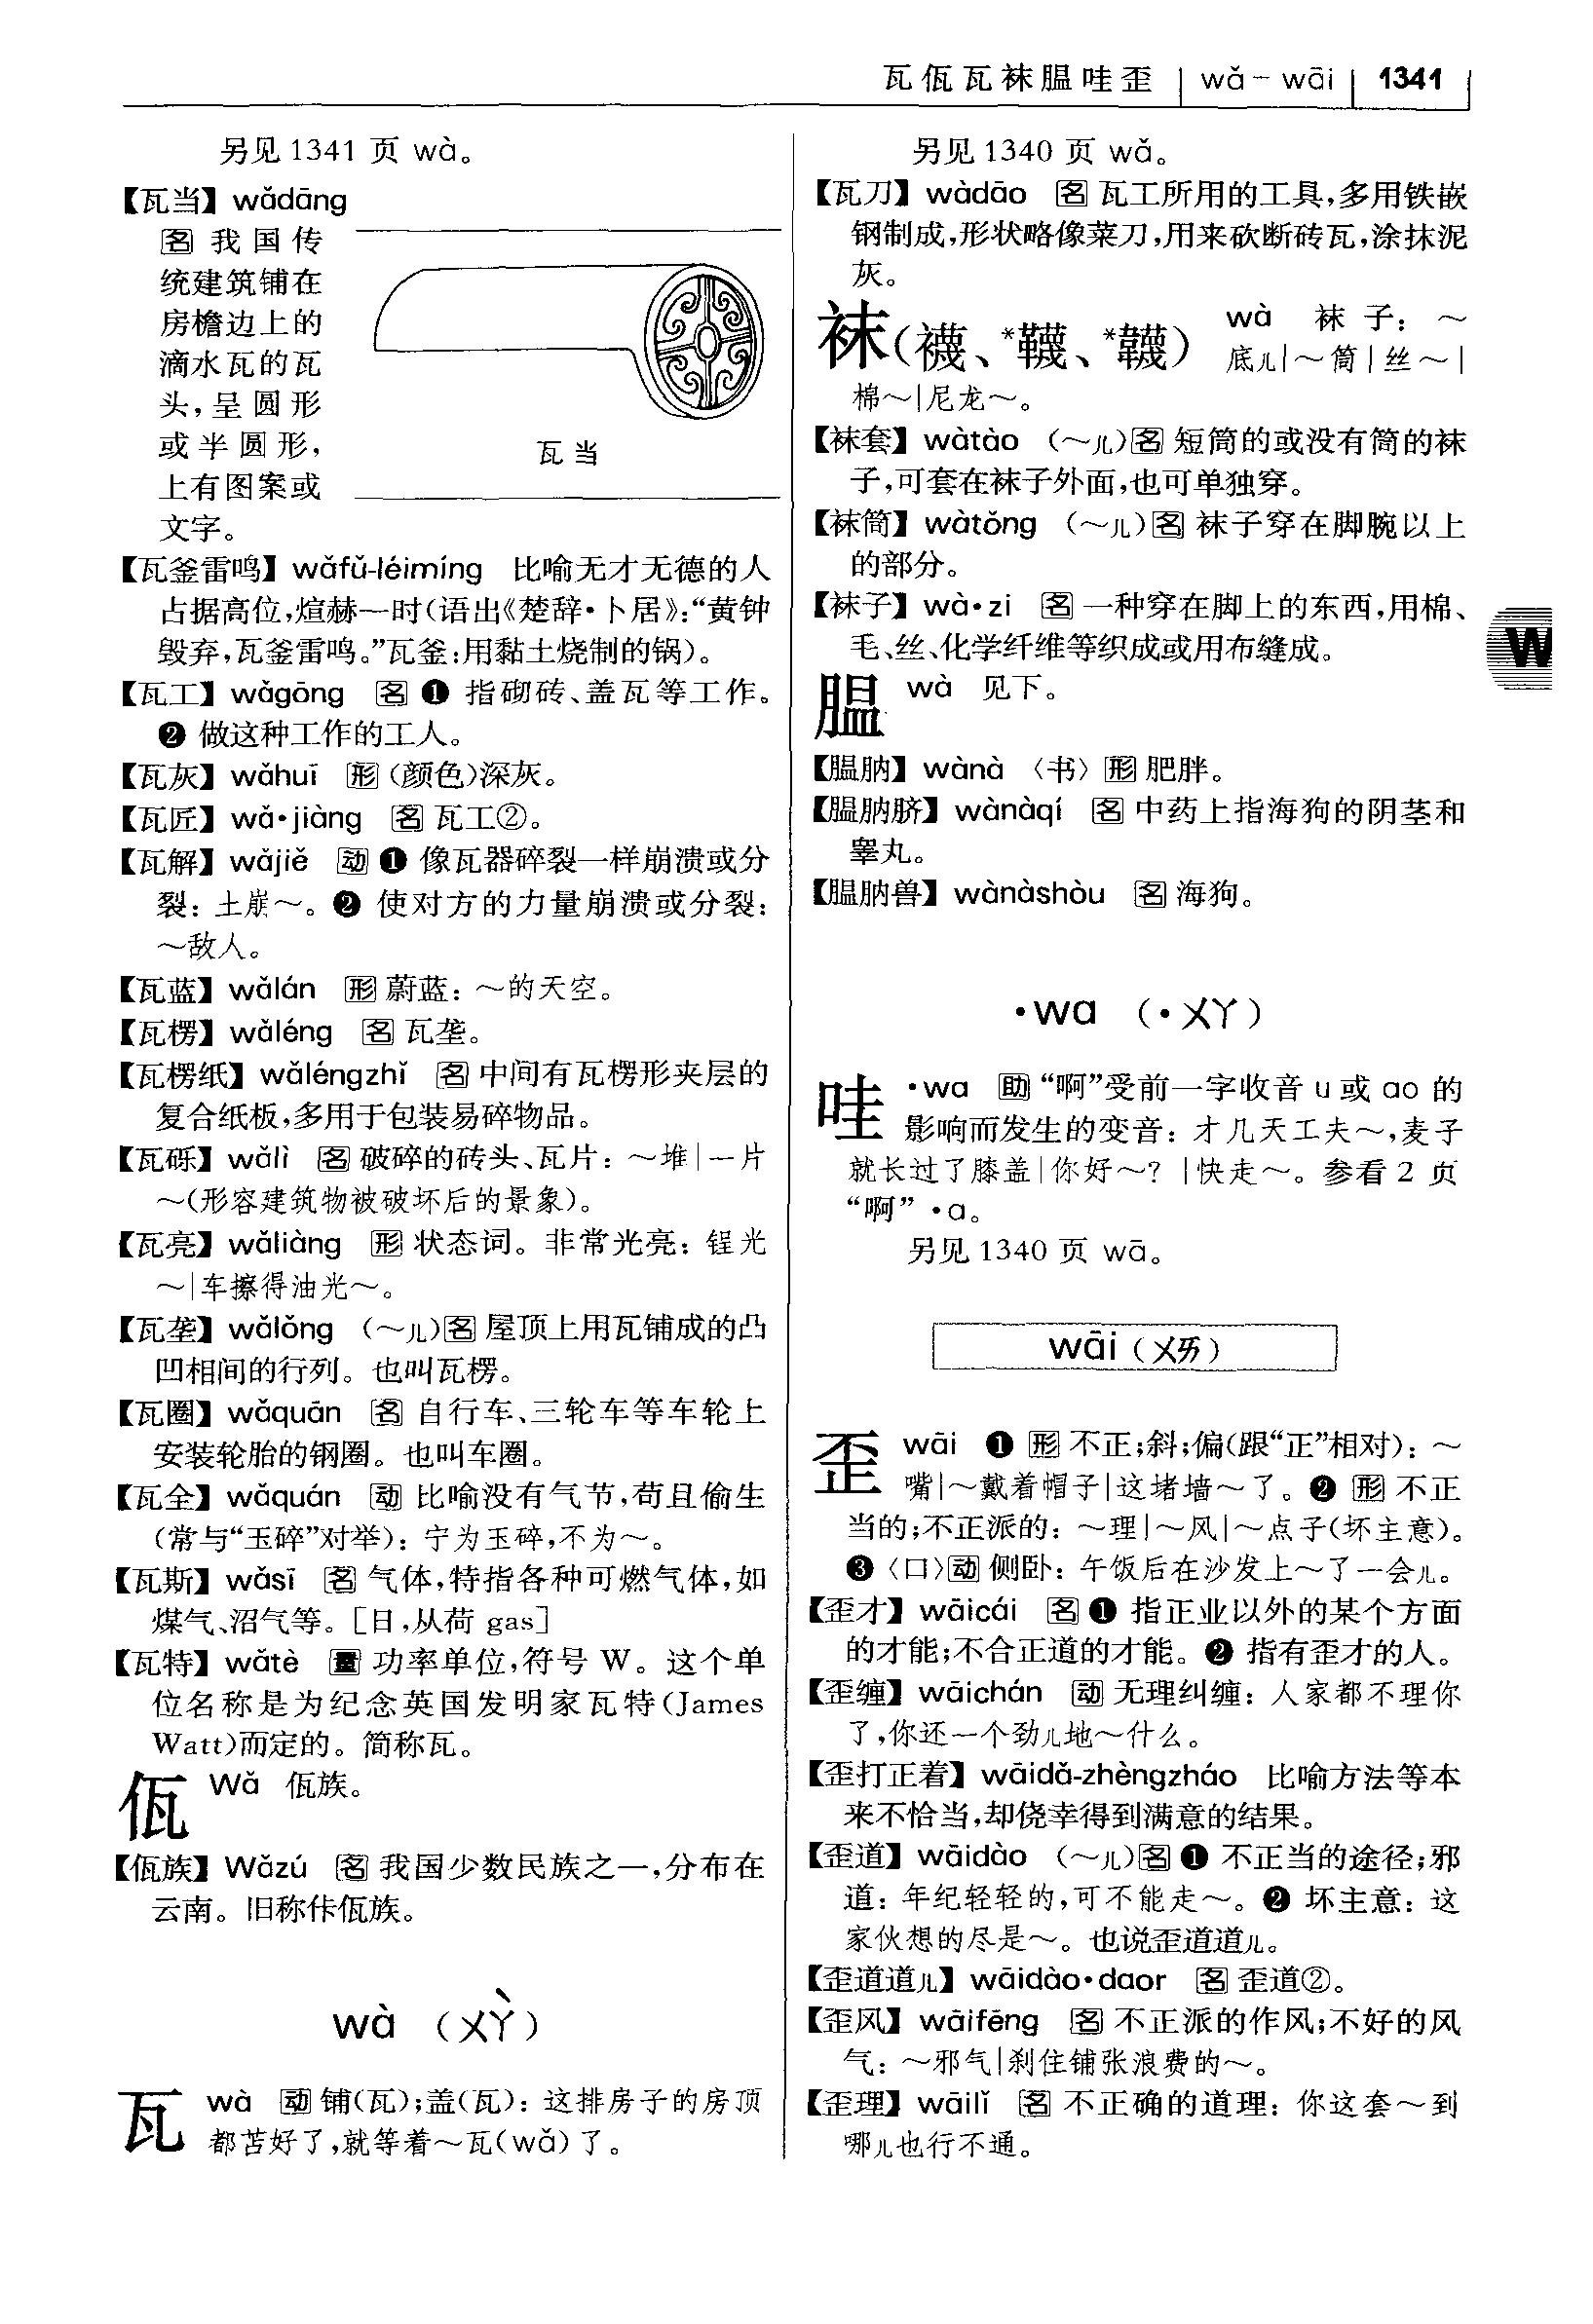 瓦佤瓦袜腽哇歪 | wǎ－wāi | 1341
另见1341 页 wà。
【瓦当】wǎdāng
名 我国传
统建筑铺在
房檐边上的
滴水瓦的瓦
头,呈圆形
或半圆形,
上有图案或
文字。
瓦当
【瓦釜雷鸣】wǎfǔ-léimíng 比喻无才无德的人
占据高位,煊赫一时(语出《楚辞·卜居》:“黄钟
毁弃,瓦釜雷鸣。”瓦釜:用黏土烧制的锅)。
【瓦工】wǎgōng 名 ❶ 指砌砖、盖瓦等工作。
❷ 做这种工作的工人。
【瓦灰】wǎhuī 形 (颜色)深灰。
【瓦匠】wǎ·jiàng 名 瓦工②。
【瓦解】wǎjiě 动 ❶ 像瓦器碎裂一样崩溃或分
裂: 土崩～。❷ 使对方的力量崩溃或分裂:
～敌人。
【瓦蓝】wǎlán 形 蔚蓝: ～的天空。
【瓦楞】wǎléng 名 瓦垄。
【瓦楞纸】wǎléngzhǐ 名 中间有瓦楞形夹层的
复合纸板,多用于包装易碎物品。
【瓦砾】wǎlì 名 破碎的砖头、瓦片: ～堆|一片
～(形容建筑物被破坏后的景象)。
【瓦亮】wǎliàng 形 状态词。非常光亮: 锃光
～|车擦得油光～。
【瓦垄】wǎlǒng (～儿)名 屋顶上用瓦铺成的凸
凹相间的行列。也叫瓦楞。
【瓦圈】wǎquān 名 自行车、三轮车等车轮上
安装轮胎的钢圈。也叫车圈。
【瓦全】wǎquán 动 比喻没有气节,苟且偷生
(常与“玉碎”对举): 宁为玉碎,不为～。
【瓦斯】wǎsī 名 气体,特指各种可燃气体,如
煤气、沼气等。[日,从荷 gas]
【瓦特】wǎtè 量 功率单位,符号 W。这个单
位名称是为纪念英国发明家瓦特(James
Watt)而定的。简称瓦。
佤 Wǎ 佤族。
【佤族】Wǎzú 名 我国少数民族之一,分布在
云南。旧称佧佤族。
wà (ㄨㄚˋ)
瓦 wà 动 铺(瓦);盖(瓦): 这排房子的房顶
都苫好了,就等着～瓦(wǎ)了。
另见1340 页 wǎ。
【瓦刀】wàdāo 名 瓦工所用的工具,多用铁嵌
钢制成,形状略像菜刀,用来砍断砖瓦,涂抹泥
灰。
袜(襪、*韈、*韤) wà 袜子: ～
底儿|～筒|丝～|
棉～|尼龙～。
【袜套】wàtào (～儿)名 短筒的或没有筒的袜
子,可套在袜子外面,也可单独穿。
【袜筒】wàtǒng (～儿)名 袜子穿在脚腕以上
的部分。
【袜子】wà·zi 名 一种穿在脚上的东西,用棉、
毛、丝、化学纤维等织成或用布缝成。
W
腽 wà 见下。
【腽肭】wànà 〈书〉形 肥胖。
【腽肭脐】wànàqí 名 中药上指海狗的阴茎和
睾丸。
【腽肭兽】wànàshòu 名 海狗。
·wa (·ㄨㄚ)
哇 ·wa 助 “啊”受前一字收音 u 或 ao 的
影响而发生的变音: 才几天工夫～,麦子
就长过了膝盖|你好～? |快走～。参看 2 页
“啊” ·a。
另见1340 页 wā。
wāi (ㄨㄞ)
歪 wāi ❶ 形 不正;斜;偏(跟“正”相对): ～
嘴|～戴着帽子|这堵墙～了。❷ 形 不正
当的;不正派的: ～理|～风|～点子(坏主意)。
❸〈口〉动 侧卧: 午饭后在沙发上～了一会儿。
【歪才】wāicái 名 ❶ 指正业以外的某个方面
的才能;不合正道的才能。❷ 指有歪才的人。
【歪缠】wāichán 动 无理纠缠: 人家都不理你
了,你还一个劲儿地～什么。
【歪打正着】wāidǎ-zhèngzháo 比喻方法等本
来不恰当,却侥幸得到满意的结果。
【歪道】wāidào (～儿)名 ❶ 不正当的途径;邪
道: 年纪轻轻的,可不能走～。❷ 坏主意: 这
家伙想的尽是～。也说歪道道儿。
【歪道道儿】wāidào·daor 名 歪道②。
【歪风】wāifēng 名 不正派的作风;不好的风
气: ～邪气|刹住铺张浪费的～。
【歪理】wāilǐ 名 不正确的道理: 你这套～到
哪儿也行不通。